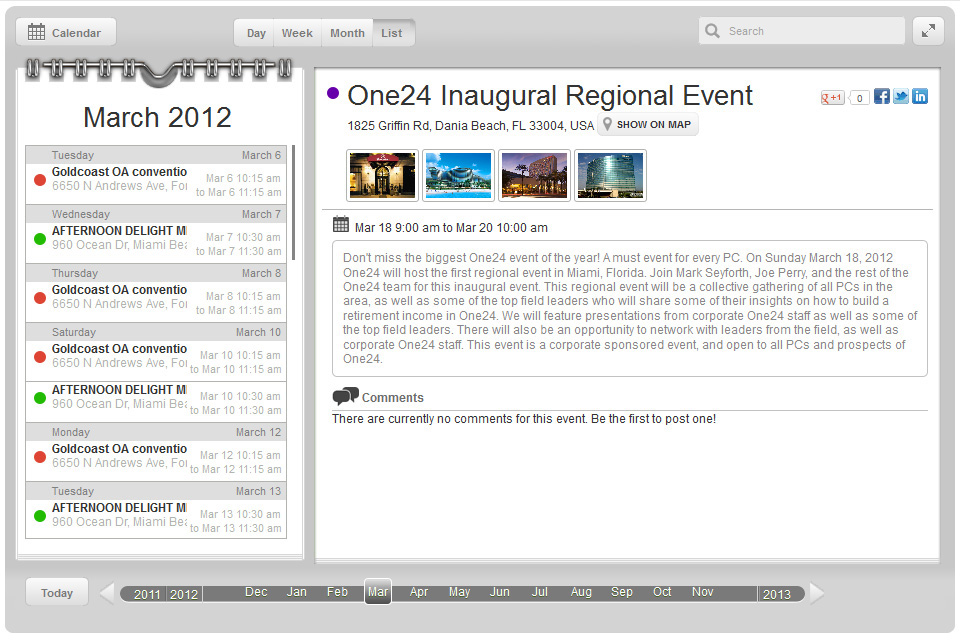 Calendar
Day Week Month List
Search
March 2012
Tuesday March 6
Goldcoast OA conventio Mar 6 10:15 am
6650 N Andrews Ave, For to Mar 6 11:15 am
Wednesday March 7
AFTERNOON DELIGHT M Mar 7 10:30 am
960 Ocean Dr, Miami Bea to Mar 7 11:30 am
Thursday March 8
Goldcoast OA conventio Mar 8 10:15 am
6650 N Andrews Ave, For to Mar 8 11:15 am
Saturday March 10
Goldcoast OA conventio Mar 10 10:15 am
6650 N Andrews Ave, For to Mar 10 11:15 am
AFTERNOON DELIGHT M Mar 10 10:30 am
960 Ocean Dr, Miami Bea to Mar 10 11:30 am
Monday March 12
Goldcoast OA conventio Mar 12 10:15 am
6650 N Andrews Ave, For to Mar 12 11:15 am
Tuesday March 13
AFTERNOON DELIGHT M Mar 13 10:30 am
960 Ocean Dr, Miami Bea to Mar 13 11:30 am
One24 Inaugural Regional Event
g +1 0 f in
1825 Griffin Rd, Dania Beach, FL 33004, USA SHOW ON MAP
Mar 18 9:00 am to Mar 20 10:00 am
Don't miss the biggest One24 event of the year! A must event for every PC. On Sunday March 18, 2012
One24 will host the first regional event in Miami, Florida. Join Mark Seyforth, Joe Perry, and the rest of the
One24 team for this inaugural event. This regional event will be a collective gathering of all PCs in the
area, as well as some of the top field leaders who will share some of their insights on how to build a
retirement income in One24. We will feature presentations from corporate One24 staff as well as some of
the top field leaders. There will also be an opportunity to network with leaders from the field, as well as
corporate One24 staff. This event is a corporate sponsored event, and open to all PCs and prospects of
One24.
Comments
There are currently no comments for this event. Be the first to post one!
Today 2011 2012 Dec Jan Feb Mar Apr May Jun Jul Aug Sep Oct Nov 2013